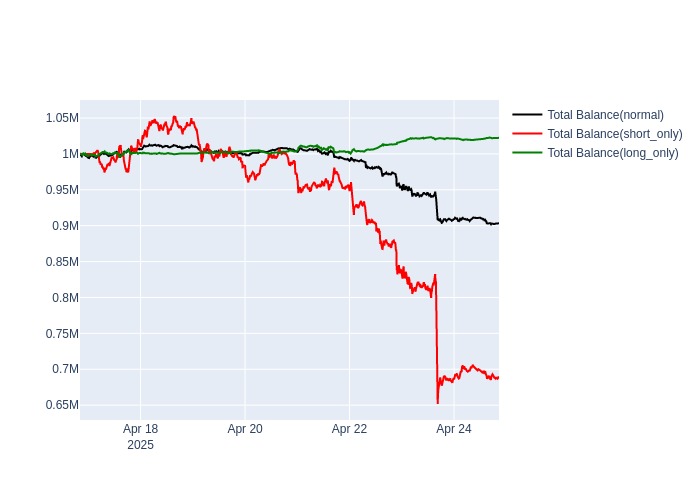 1.05M
1M
0.95M
0.9M
0.85M
0.8M
0.75M
0.7M
0.65M
Apr 18
2025
Apr 20
Apr 22
Apr 24
Total Balance(normal)
Total Balance(short_only)
Total Balance(long_only)